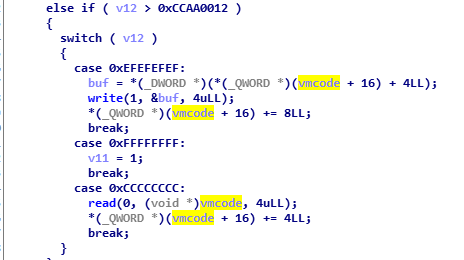 else if ( v12 > 0xCCAA0012 )
{
switch ( v12 )
{
case 0xEFEFEFEF:
buf = *(_DWORD *)(*(_QWORD *)(vmcode + 16) + 4LL);
write(1, &buf, 4uLL);
*(_QWORD *)(vmcode + 16) += 8LL;
break;
case 0xFFFFFFFF:
v11 = 1;
break;
case 0xCCCCCCCC:
read(0, (void *)vmcode, 4uLL);
*(_QWORD *)(vmcode + 16) += 4LL;
break;
}